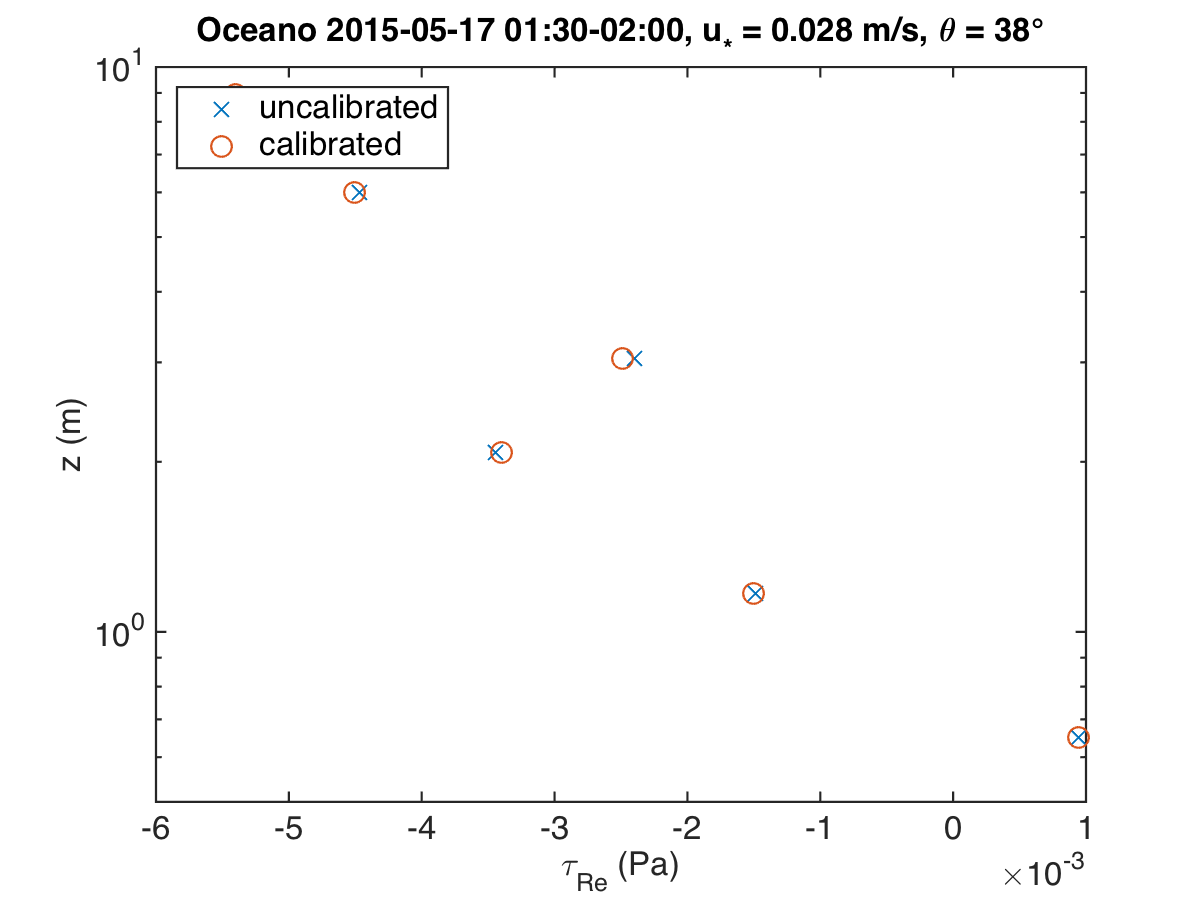 Oceano 2015-05-17 01:30-02:00, u* = 0.028 m/s, θ = 38°
10^1
uncalibrated
calibrated
z (m)
10^0
-6 -5 -4 -3 -2 -1 0 1
τ_Re (Pa)
×10^-3